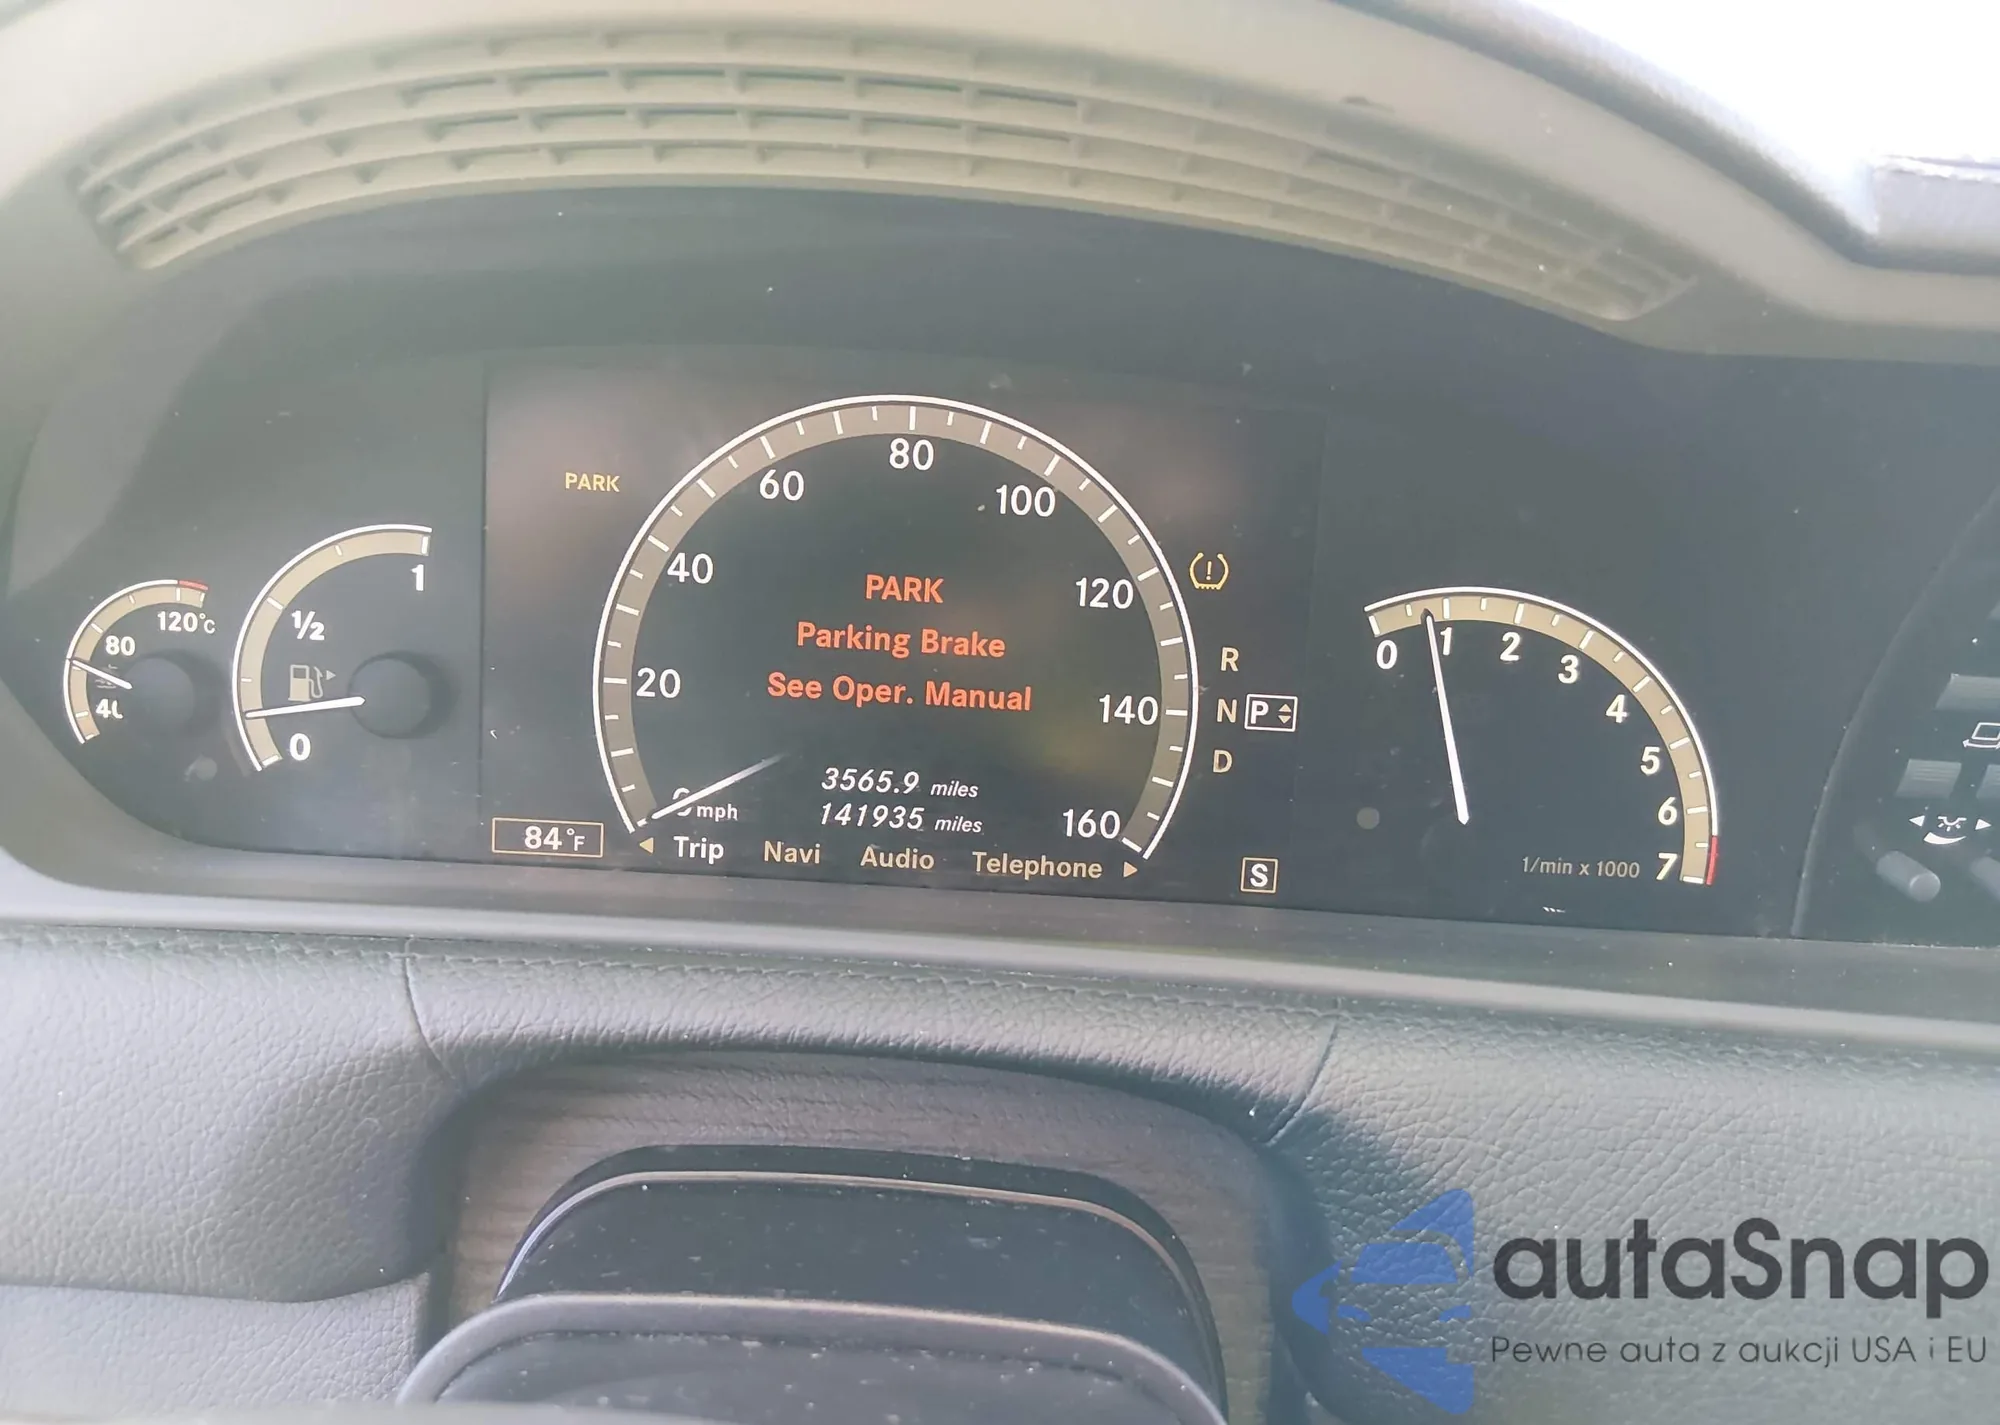 PARK
80
60
100
40
120
20
140
0 mph
160
PARK
Parking Brake
See Oper. Manual
3565.9 miles
141935 miles
84°F
Trip Navi Audio Telephone
1
½
0
120°C
80
40
R
N P
D
S
0 1 2 3 4 5 6 7
1/min x 1000
autaSnap
Pewne auta z aukcji USA i EU